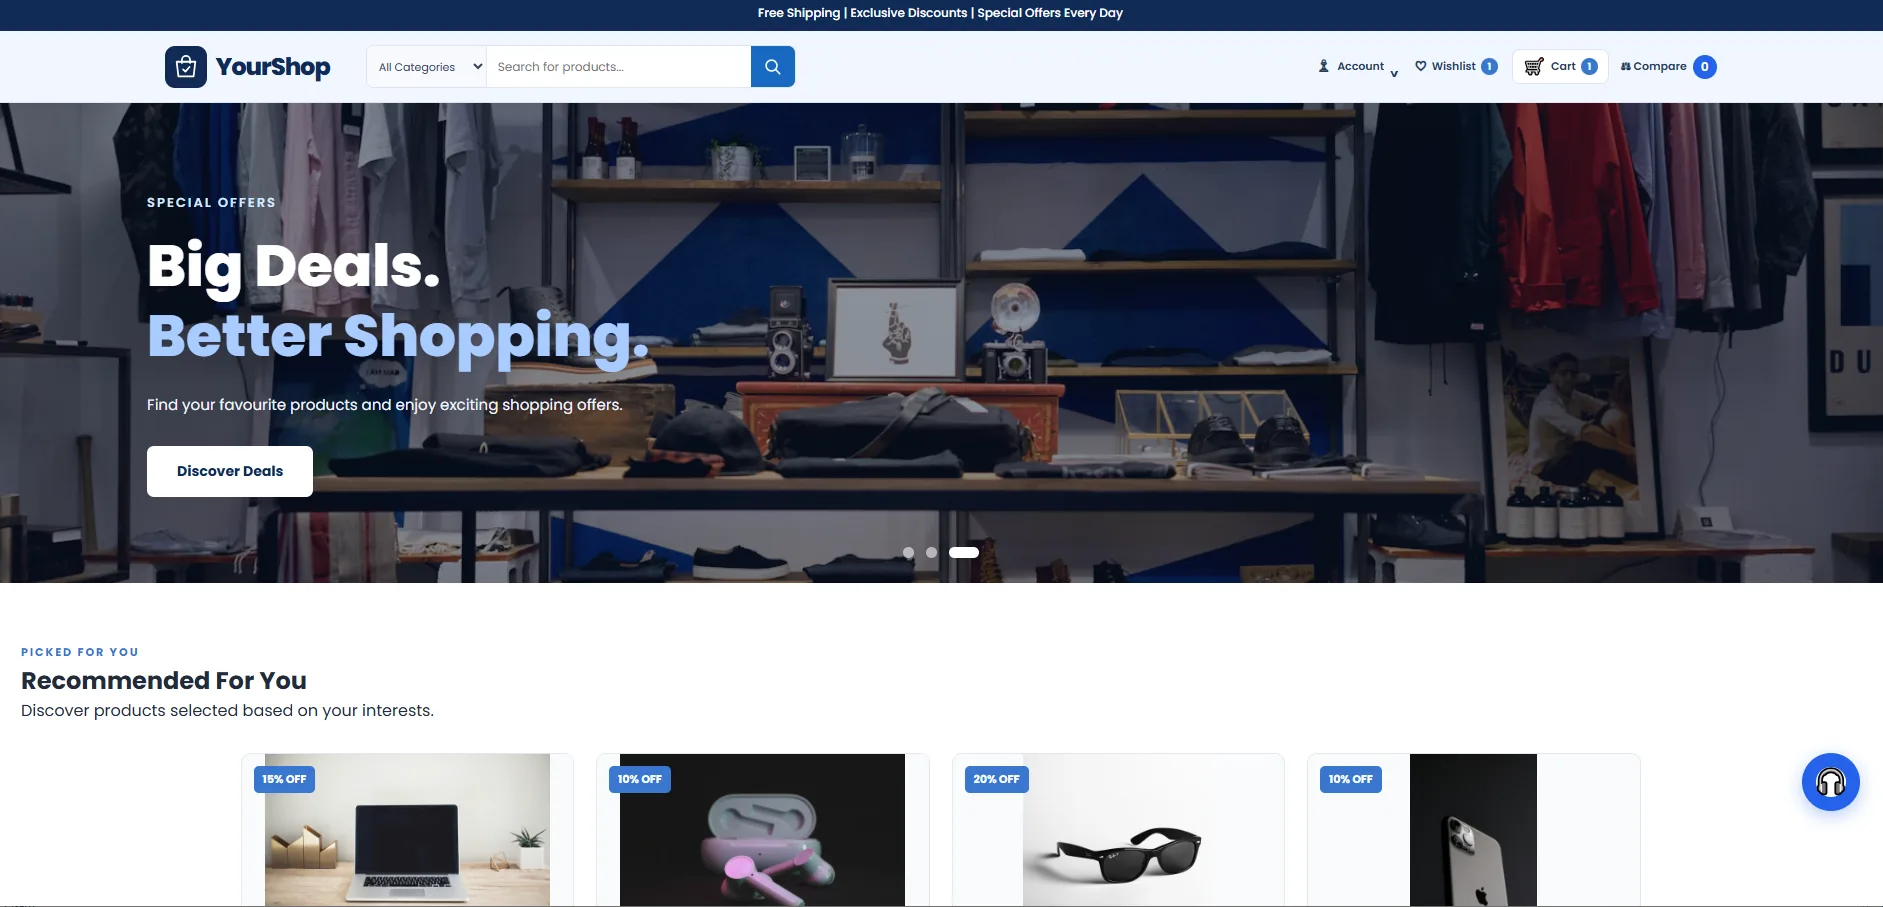 Free Shipping | Exclusive Discounts | Special Offers Every Day
YourShop
All Categories
Search for products...
Account
v
Wishlist 1
Cart 1
Compare 0
SPECIAL OFFERS
Big Deals.
Better Shopping.
Find your favourite products and enjoy exciting shopping offers.
Discover Deals
DU
PICKED FOR YOU
Recommended For You
Discover products selected based on your interests.
15% OFF
10% OFF
20% OFF
10% OFF